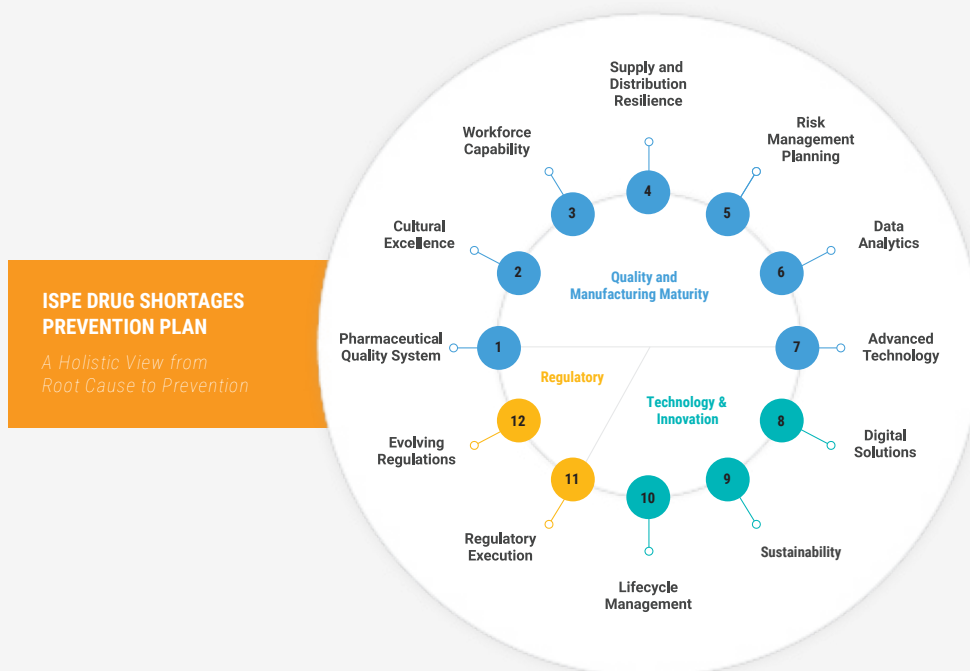 ISPE DRUG SHORTAGES
PREVENTION PLAN
A Holistic View from
Root Cause to Prevention
Supply and
Distribution
Resilience
Workforce
Capability
Risk
Management
Planning
Cultural
Excellence
Data
Analytics
Pharmaceutical
Quality System
Advanced
Technology
Evolving
Regulations
Digital
Solutions
Regulatory
Execution
Sustainability
Lifecycle
Management
1
2
3
4
5
6
7
8
9
10
11
12
Quality and
Manufacturing Maturity
Regulatory
Technology &
Innovation